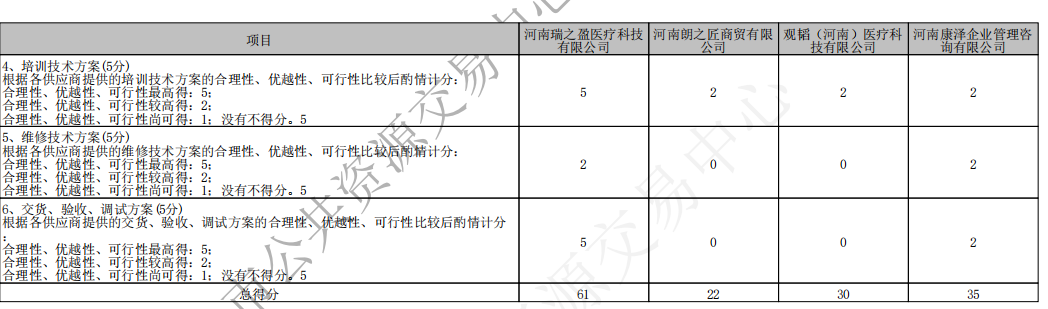 项目
河南瑞之盈医疗科技
有限公司
河南朗之匠商贸有限
公司
观韬（河南）医疗科
技有限公司
河南康泽企业管理咨
询有限公司
4、培训技术方案(5分)
根据各供应商提供的培训技术方案的合理性、优越性、可行性比较后酌情计分：
合理性、优越性、可行性最高得：5；
合理性、优越性、可行性较高得：2；
合理性、优越性、可行性尚可得：1；没有不得分。5
5
2
2
2
5、维修技术方案(5分)
根据各供应商提供的维修技术方案的合理性、优越性、可行性比较后酌情计分：
合理性、优越性、可行性最高得：5；
合理性、优越性、可行性较高得：2；
合理性、优越性、可行性尚可得：1；没有不得分。5
2
0
0
2
6、交货、验收、调试方案(5分)
根据各供应商提供的交货、验收、调试方案的合理性、优越性、可行性比较后酌情计分
：
合理性、优越性、可行性最高得：5；
合理性、优越性、可行性较高得：2；
合理性、优越性、可行性尚可得：1；没有不得分。5
5
0
0
2
总得分
61
22
30
35
市公共资源交易中心
源交易中心